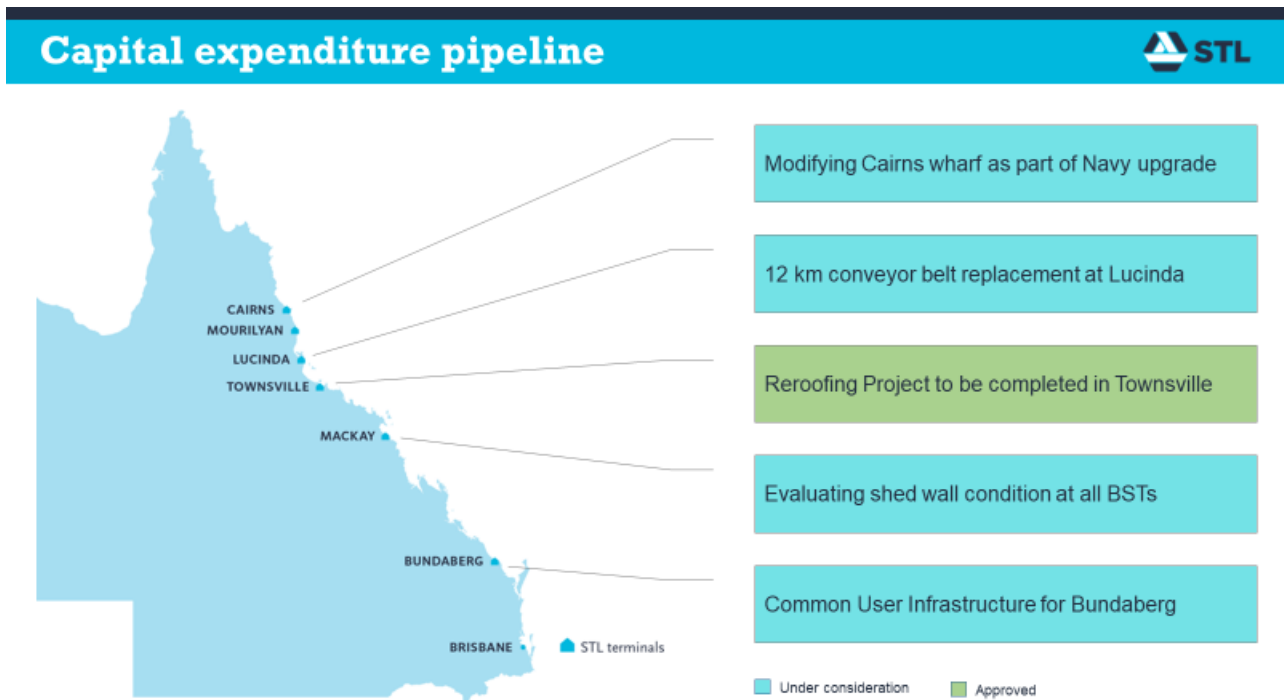 Capital expenditure pipeline
STL
Modifying Cairns wharf as part of Navy upgrade
12 km conveyor belt replacement at Lucinda
Reroofing Project to be completed in Townsville
Evaluating shed wall condition at all BSTs
Common User Infrastructure for Bundaberg
CAIRNS
MOURILYAN
LUCINDA
TOWNSVILLE
MACKAY
BUNDABERG
BRISBANE
STL terminals
Under consideration
Approved